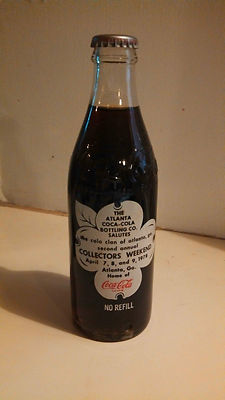 THE
ATLANTA
COCA-COLA
BOTTLING CO.
SALUTES
the cola clan of atlanta,
second annual
COLLECTORS WEEKEND
April 7, 8, and 9, 1978
Atlanta, Ga.
Home of
Coca-Cola
NO REFILL